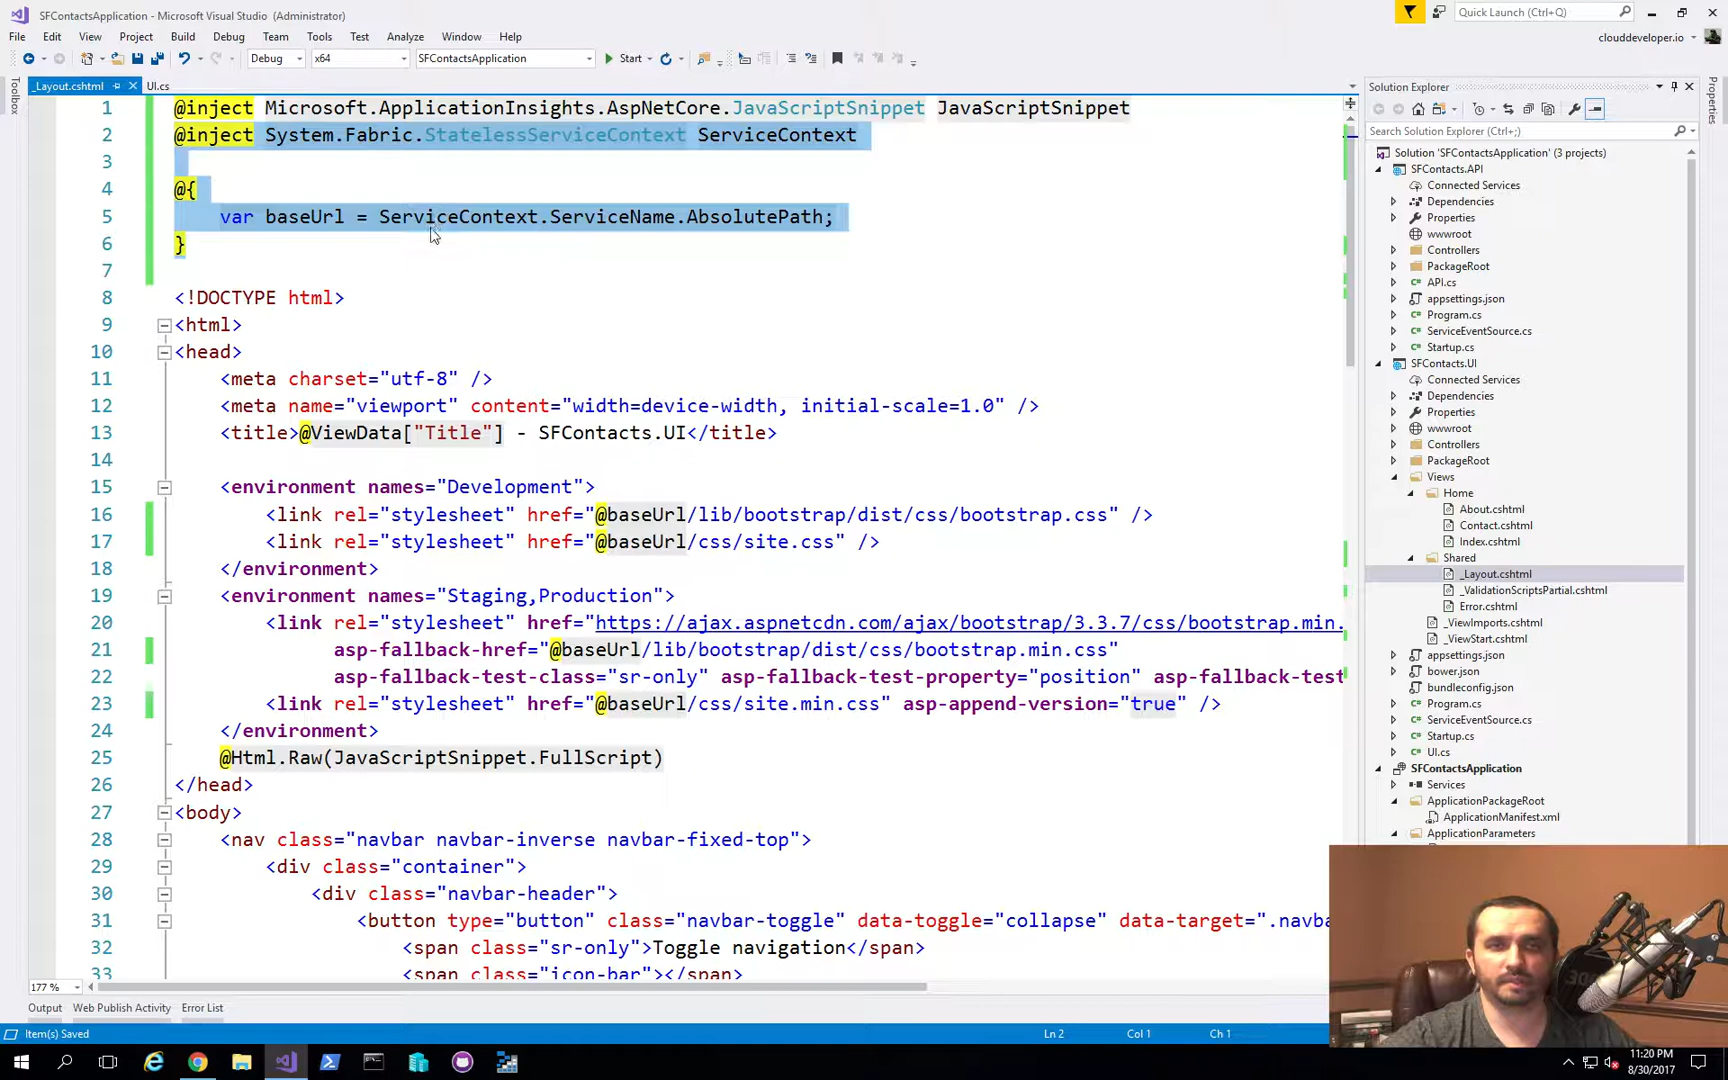 SFContactsApplication - Microsoft Visual Studio (Administrator)
Quick Launch (Ctrl+Q)
File Edit View Project Build Debug Team Tools Test Analyze Window Help
clouddeveloper.io
Debug x64 SFContactsApplication Start
_Layout.cshtml UI.cs
Toolbox
1 @inject Microsoft.ApplicationInsights.AspNetCore.JavaScriptSnippet JavaScriptSnippet
2 @inject System.Fabric.StatelessServiceContext ServiceContext
3
4 @{
5 var baseUrl = ServiceContext.ServiceName.AbsolutePath;
6 }
7
8 <!DOCTYPE html>
9 <html>
10 <head>
11 <meta charset="utf-8" />
12 <meta name="viewport" content="width=device-width, initial-scale=1.0" />
13 <title>@ViewData["Title"] - SFContacts.UI</title>
14
15 <environment names="Development">
16 <link rel="stylesheet" href="@baseUrl/lib/bootstrap/dist/css/bootstrap.css" />
17 <link rel="stylesheet" href="@baseUrl/css/site.css" />
18 </environment>
19 <environment names="Staging,Production">
20 <link rel="stylesheet" href="https://ajax.aspnetcdn.com/ajax/bootstrap/3.3.7/css/bootstrap.min.
21 asp-fallback-href="@baseUrl/lib/bootstrap/dist/css/bootstrap.min.css"
22 asp-fallback-test-class="sr-only" asp-fallback-test-property="position" asp-fallback-test
23 <link rel="stylesheet" href="@baseUrl/css/site.min.css" asp-append-version="true" />
24 </environment>
25 @Html.Raw(JavaScriptSnippet.FullScript)
26 </head>
27 <body>
28 <nav class="navbar navbar-inverse navbar-fixed-top">
29 <div class="container">
30 <div class="navbar-header">
31 <button type="button" class="navbar-toggle" data-toggle="collapse" data-target=".navba
32 <span class="sr-only">Toggle navigation</span>
33 <span class="icon-bar"></span>
177 %
Output Web Publish Activity Error List
Item(s) Saved Ln 2 Col 1 Ch 1
Solution Explorer
Search Solution Explorer (Ctrl+;)
Solution 'SFContactsApplication' (3 projects)
SFContacts.API
Connected Services
Dependencies
Properties
wwwroot
Controllers
PackageRoot
API.cs
appsettings.json
Program.cs
ServiceEventSource.cs
Startup.cs
SFContacts.UI
Connected Services
Dependencies
Properties
wwwroot
Controllers
PackageRoot
Views
Home
About.cshtml
Contact.cshtml
Index.cshtml
Shared
_Layout.cshtml
_ValidationScriptsPartial.cshtml
Error.cshtml
_ViewImports.cshtml
_ViewStart.cshtml
appsettings.json
bower.json
bundleconfig.json
Program.cs
ServiceEventSource.cs
Startup.cs
UI.cs
SFContactsApplication
Services
ApplicationPackageRoot
ApplicationManifest.xml
ApplicationParameters
Properties
11:20 PM
8/30/2017